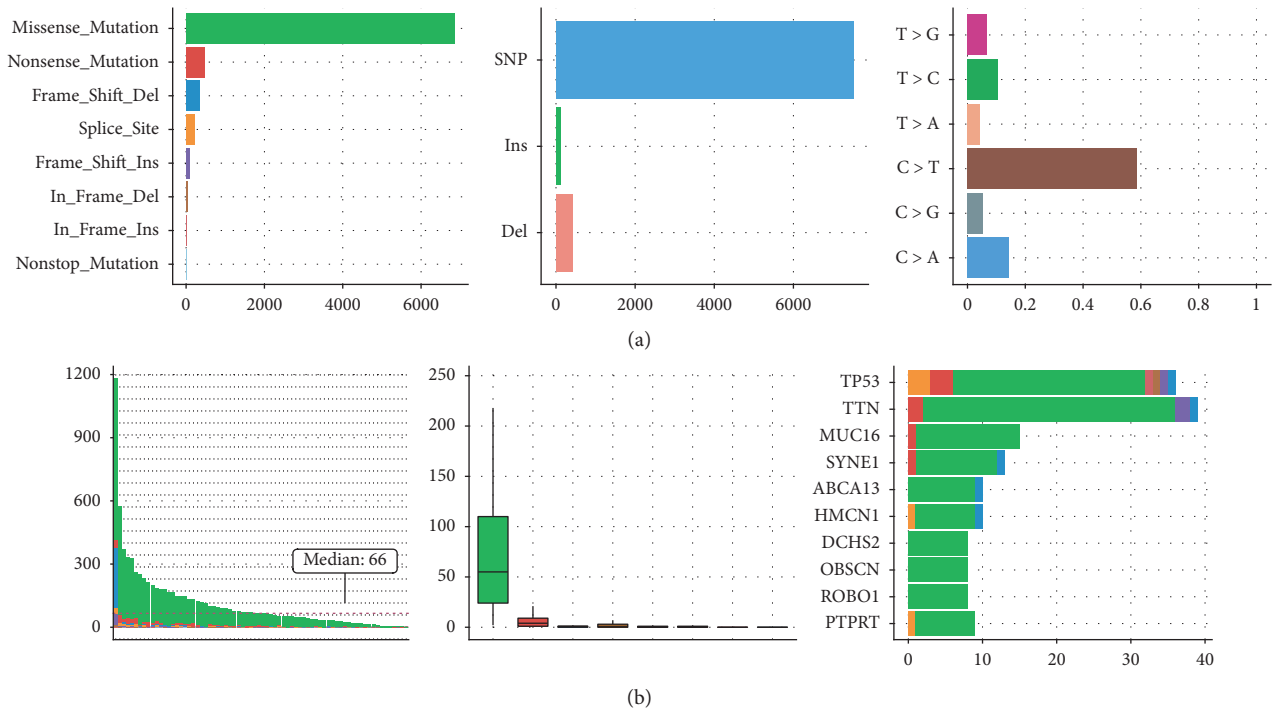 Missense_Mutation
Nonsense_Mutation
Frame_Shift_Del
Splice_Site
Frame_Shift_Ins
In_Frame_Del
In_Frame_Ins
Nonstop_Mutation
0 2000 4000 6000
SNP
Ins
Del
0 2000 4000 6000
T > G
T > C
T > A
C > T
C > G
C > A
0 0.2 0.4 0.6 0.8 1
(a)
1200
900
600
300
0
Median: 66
250
200
150
100
50
0
TP53
TTN
MUC16
SYNE1
ABCA13
HMCN1
DCHS2
OBSCN
ROBO1
PTPRT
0 10 20 30 40
(b)